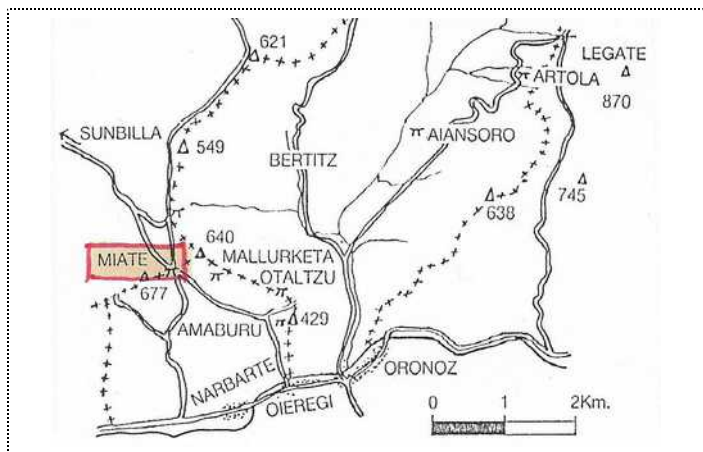 621
LEGATE
ARTOLA
870
SUNBILLA
549
AIANSORO
BERTITZ
745
638
640
MIATE
MALLURKETA
OTALTZU
677
429
AMABURU
NARBARTE
ORONOZ
OIEREGI
0 1 2Km.